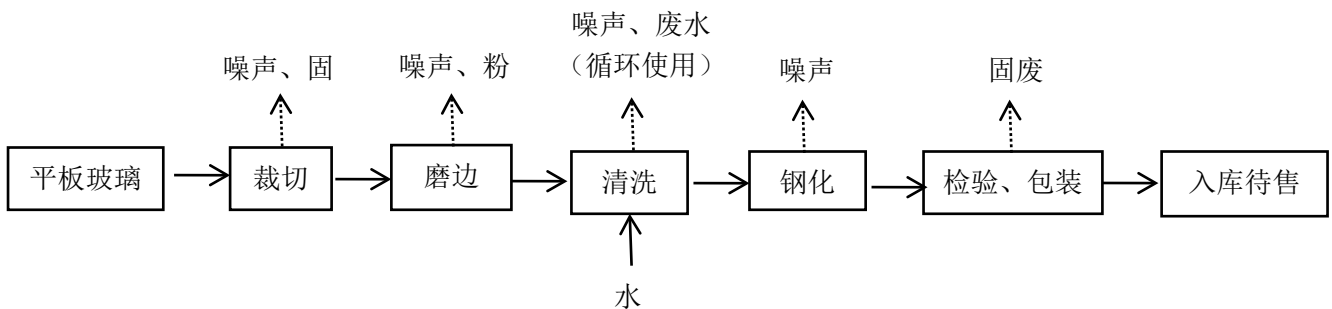 噪声、废水
（循环使用）
噪声、固
噪声、粉
噪声
固废
平板玻璃
裁切
磨边
清洗
钢化
检验、包装
入库待售
水